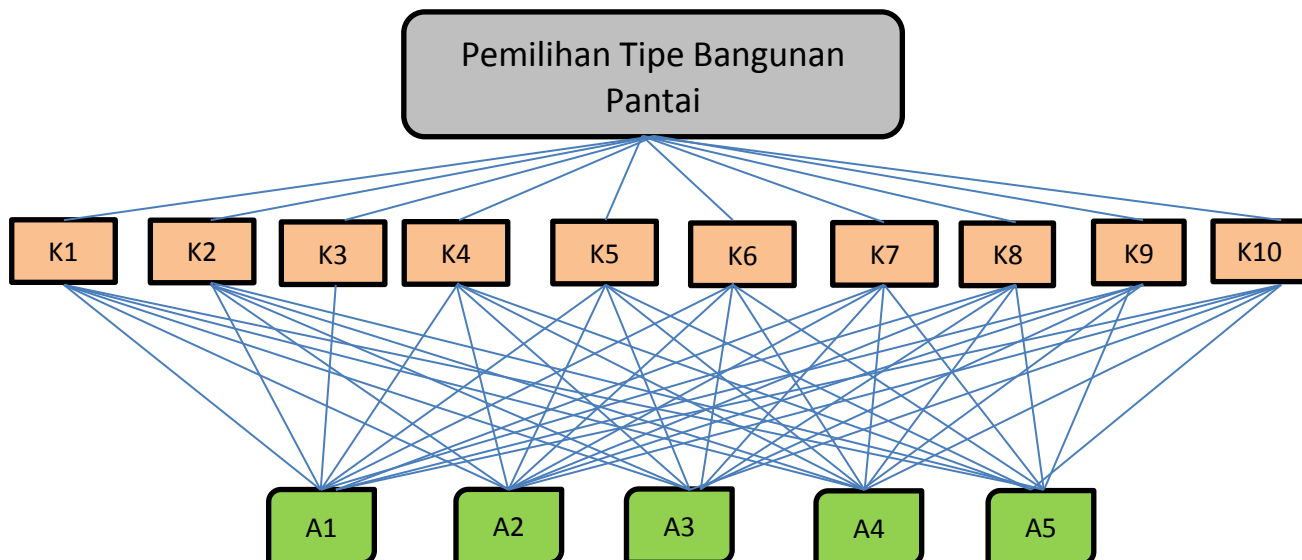 Pemilihan Tipe Bangunan
Pantai
K1
K2
K3
K4
K5
K6
K7
K8
K9
K10
A1
A2
A3
A4
A5